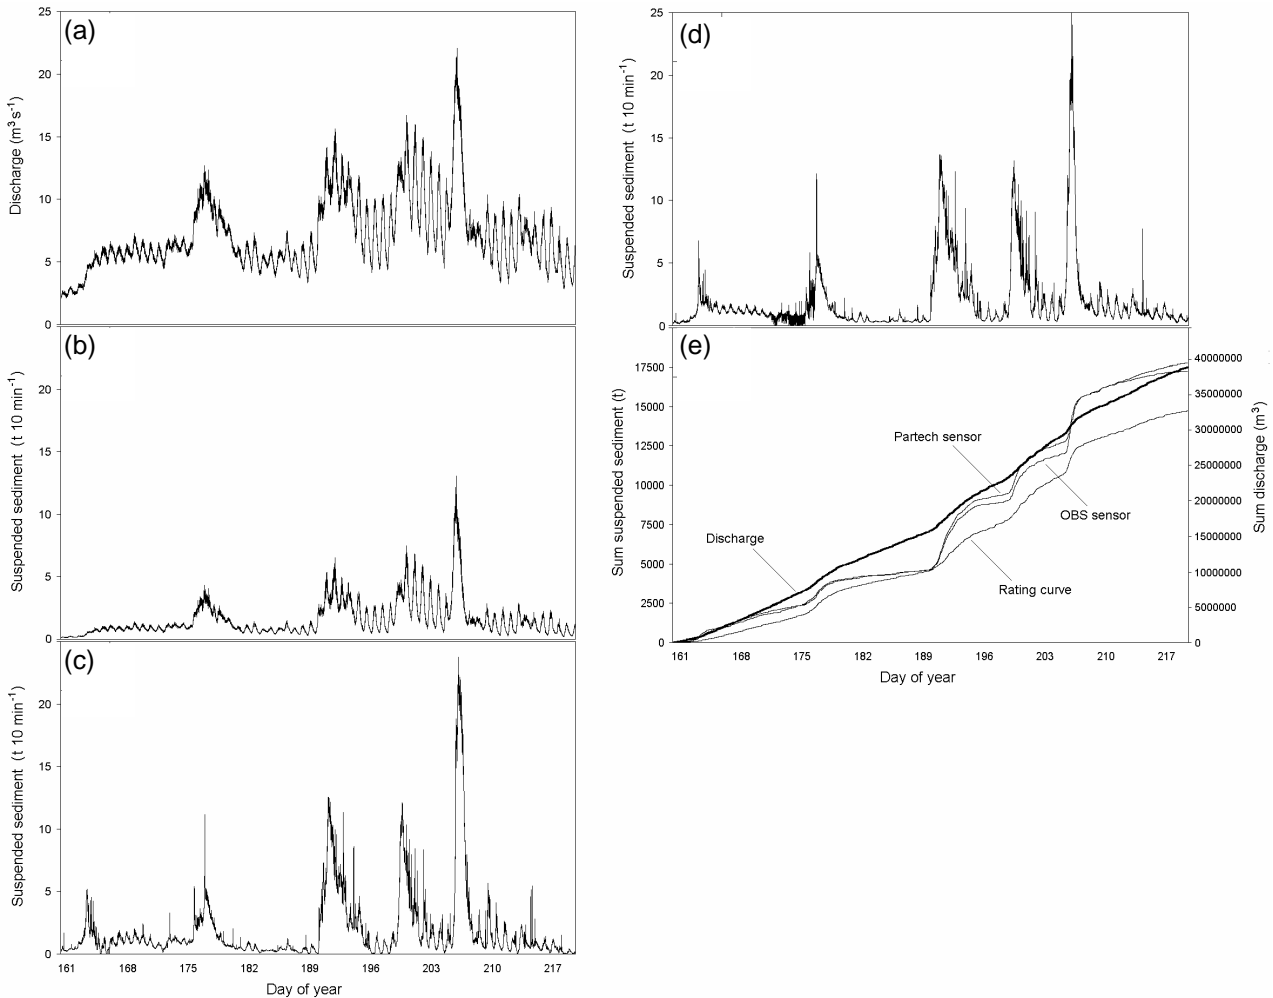 (a)
25
20
15
10
5
0
Discharge (m³ s⁻¹)
(b)
20
15
10
5
0
Suspended sediment (t 10 min⁻¹)
(c)
20
15
10
5
0
Suspended sediment (t 10 min⁻¹)
161 168 175 182 189 196 203 210 217
Day of year
(d)
25
20
15
10
5
0
Suspended sediment (t 10 min⁻¹)
(e)
17500
15000
12500
10000
7500
5000
2500
0
Sum suspended sediment (t)
Partech sensor
OBS sensor
Discharge
Rating curve
40000000
35000000
30000000
25000000
20000000
15000000
10000000
5000000
0
Sum discharge (m³)
161 168 175 182 189 196 203 210 217
Day of year